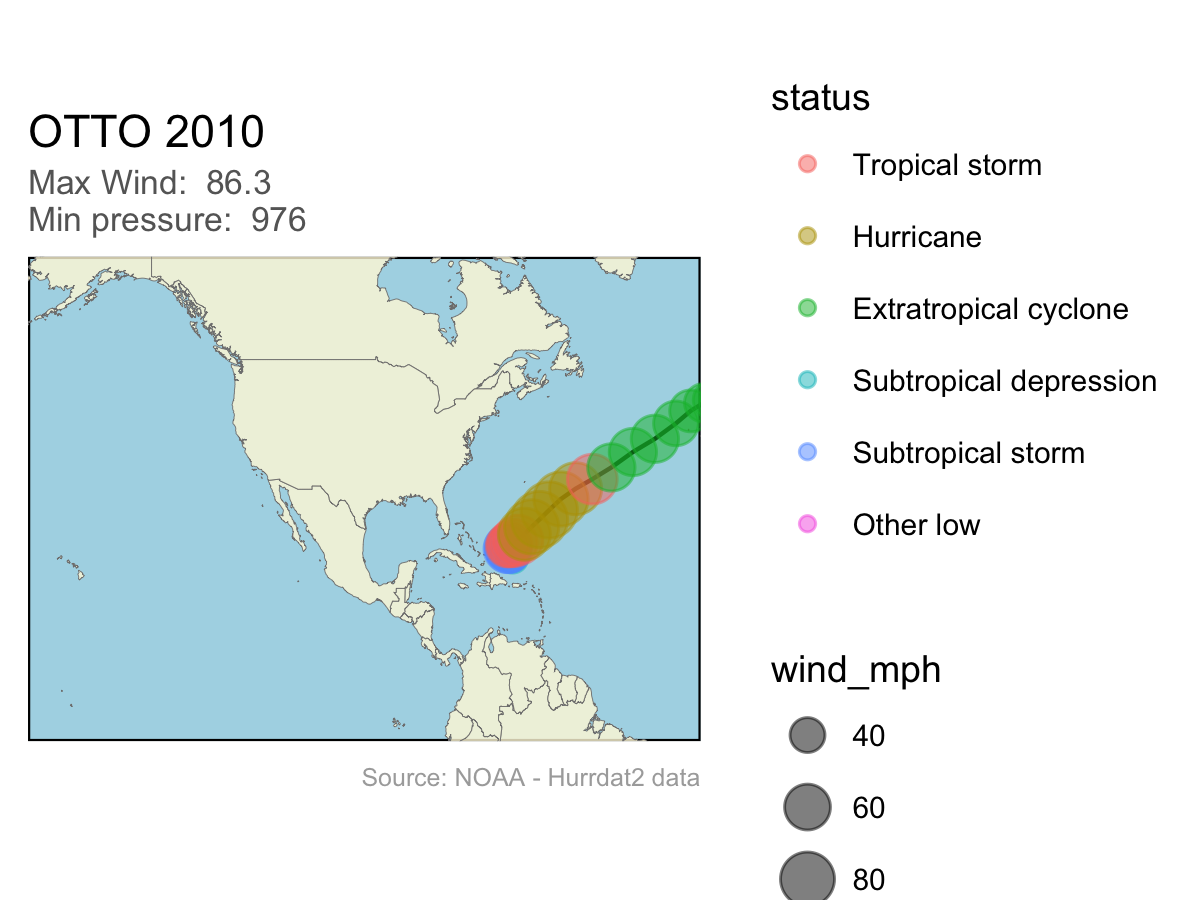 OTTO 2010
Max Wind:  86.3
Min pressure:  976
Source: NOAA - Hurrdat2 data
status
Tropical storm
Hurricane
Extratropical cyclone
Subtropical depression
Subtropical storm
Other low
wind_mph
40
60
80